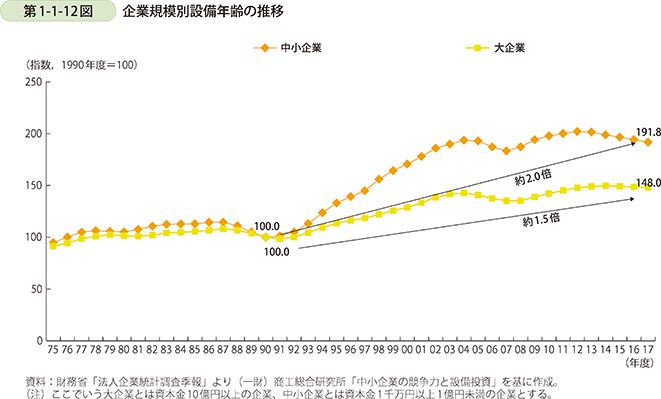 第1-1-12図 企業規模別設備年齢の推移
中小企業 大企業
(指数，1990年度＝100)
250
200
150
100
50
0
191.8
148.0
100.0
100.0
約2.0倍
約1.5倍
75 76 77 78 79 80 81 82 83 84 85 86 87 88 89 90 91 92 93 94 95 96 97 98 99 00 01 02 03 04 05 06 07 08 09 10 11 12 13 14 15 16 17
(年度)
資料：財務省「法人企業統計調査季報」より（一財）商工総合研究所「中小企業の競争力と設備投資」を基に作成。
（注）ここでいう大企業とは資本金10億円以上の企業、中小企業とは資本金1千万円以上1億円未満の企業とする。